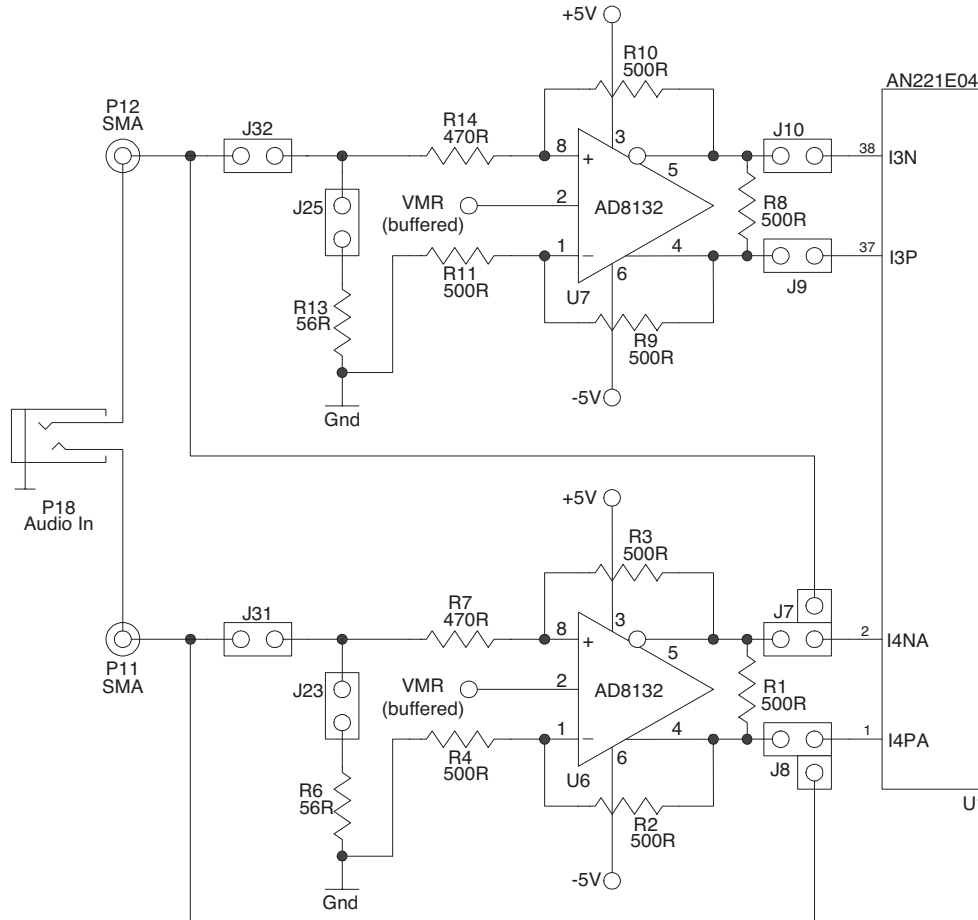 +5V
R10
500R
AN221E04
P12
SMA
J32
R14
470R
3
J10
8
+
5
38
I3N
J25
VMR
(buffered)
2
AD8132
R8
500R
1
–
4
37
I3P
R11
500R
6
J9
U7
R13
56R
R9
500R
-5V
Gnd
P18
Audio In
+5V
R3
500R
J31
R7
470R
3
J7
8
+
5
2
I4NA
P11
SMA
J23
VMR
(buffered)
2
AD8132
R1
500R
1
–
4
1
I4PA
R4
500R
6
J8
U6
R6
56R
R2
500R
U
-5V
Gnd